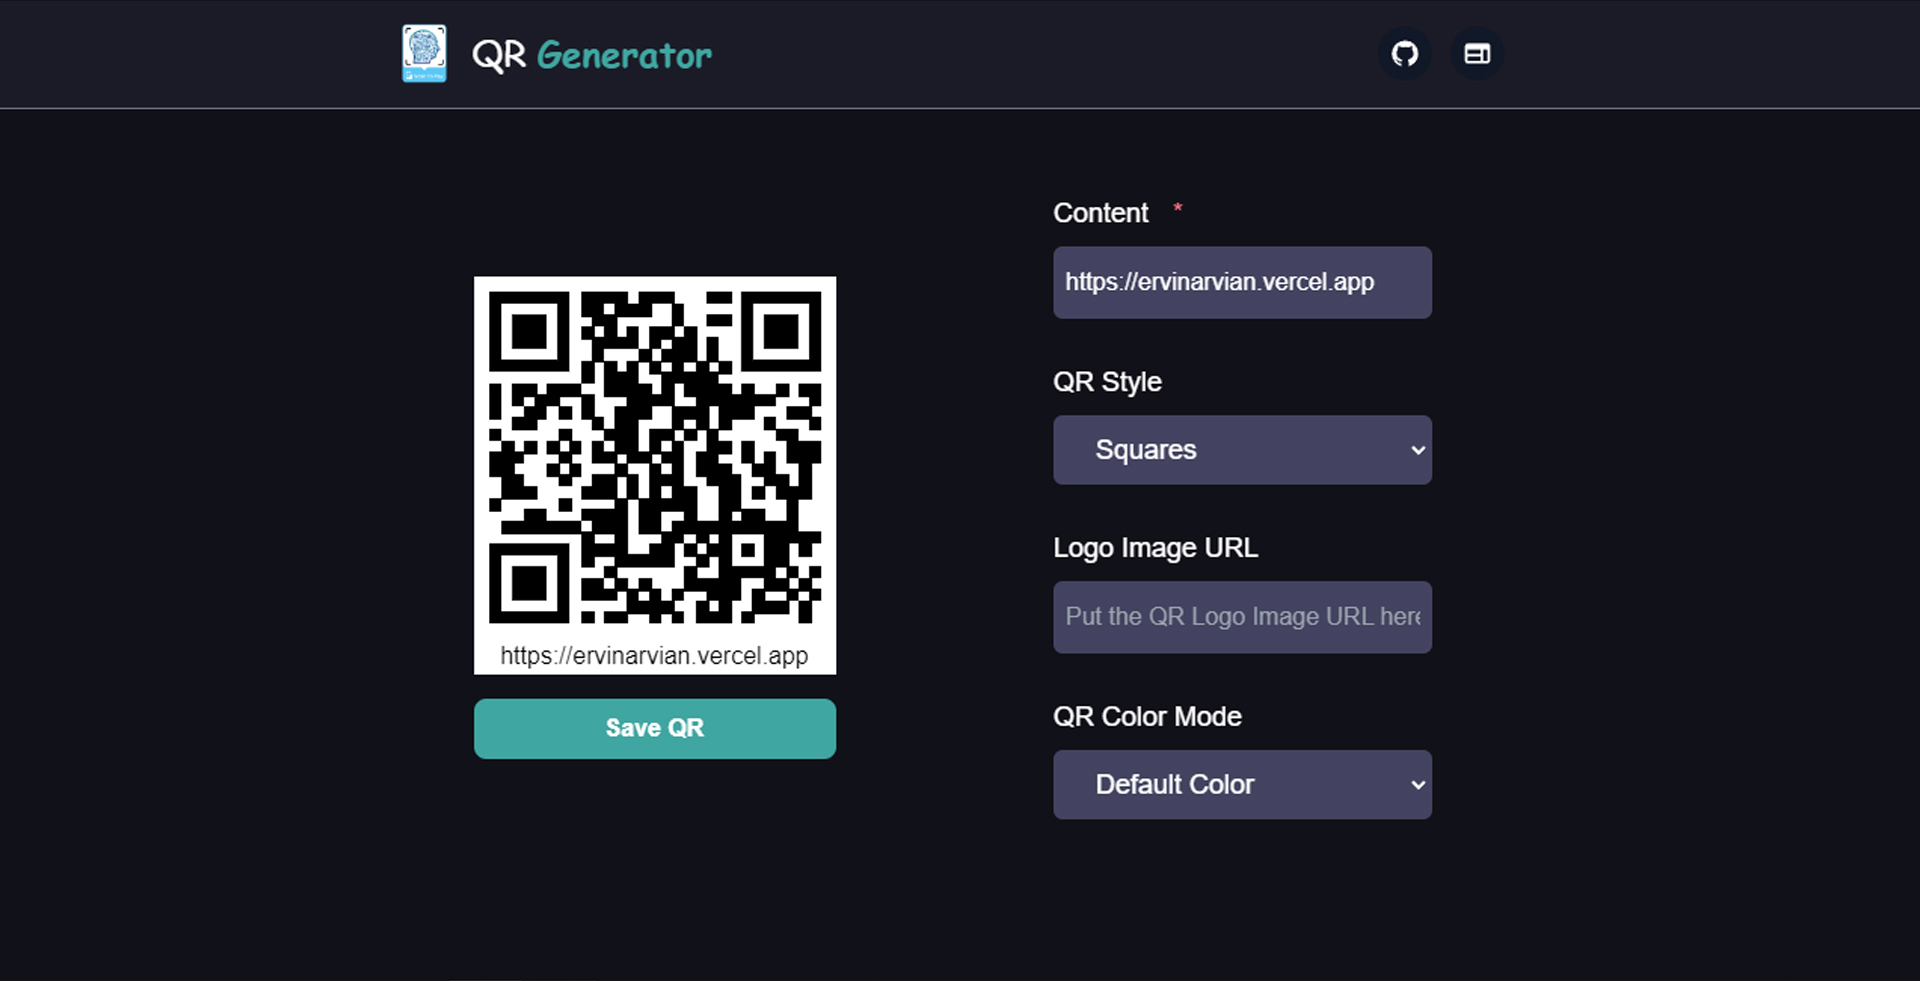 QR Generator
Content *
https://ervinarvian.vercel.app
QR Style
Squares
Logo Image URL
Put the QR Logo Image URL here
QR Color Mode
Default Color
https://ervinarvian.vercel.app
Save QR